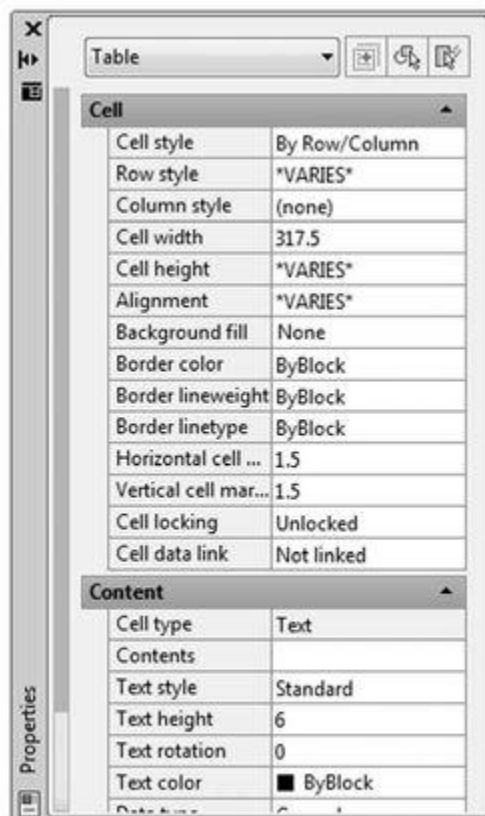 Table
Cell
Cell style By Row/Column
Row style *VARIES*
Column style (none)
Cell width 317.5
Cell height *VARIES*
Alignment *VARIES*
Background fill None
Border color ByBlock
Border lineweight ByBlock
Border linetype ByBlock
Horizontal cell ... 1.5
Vertical cell mar... 1.5
Cell locking Unlocked
Cell data link Not linked
Content
Cell type Text
Contents
Text style Standard
Text height 6
Text rotation 0
Text color ByBlock
Properties